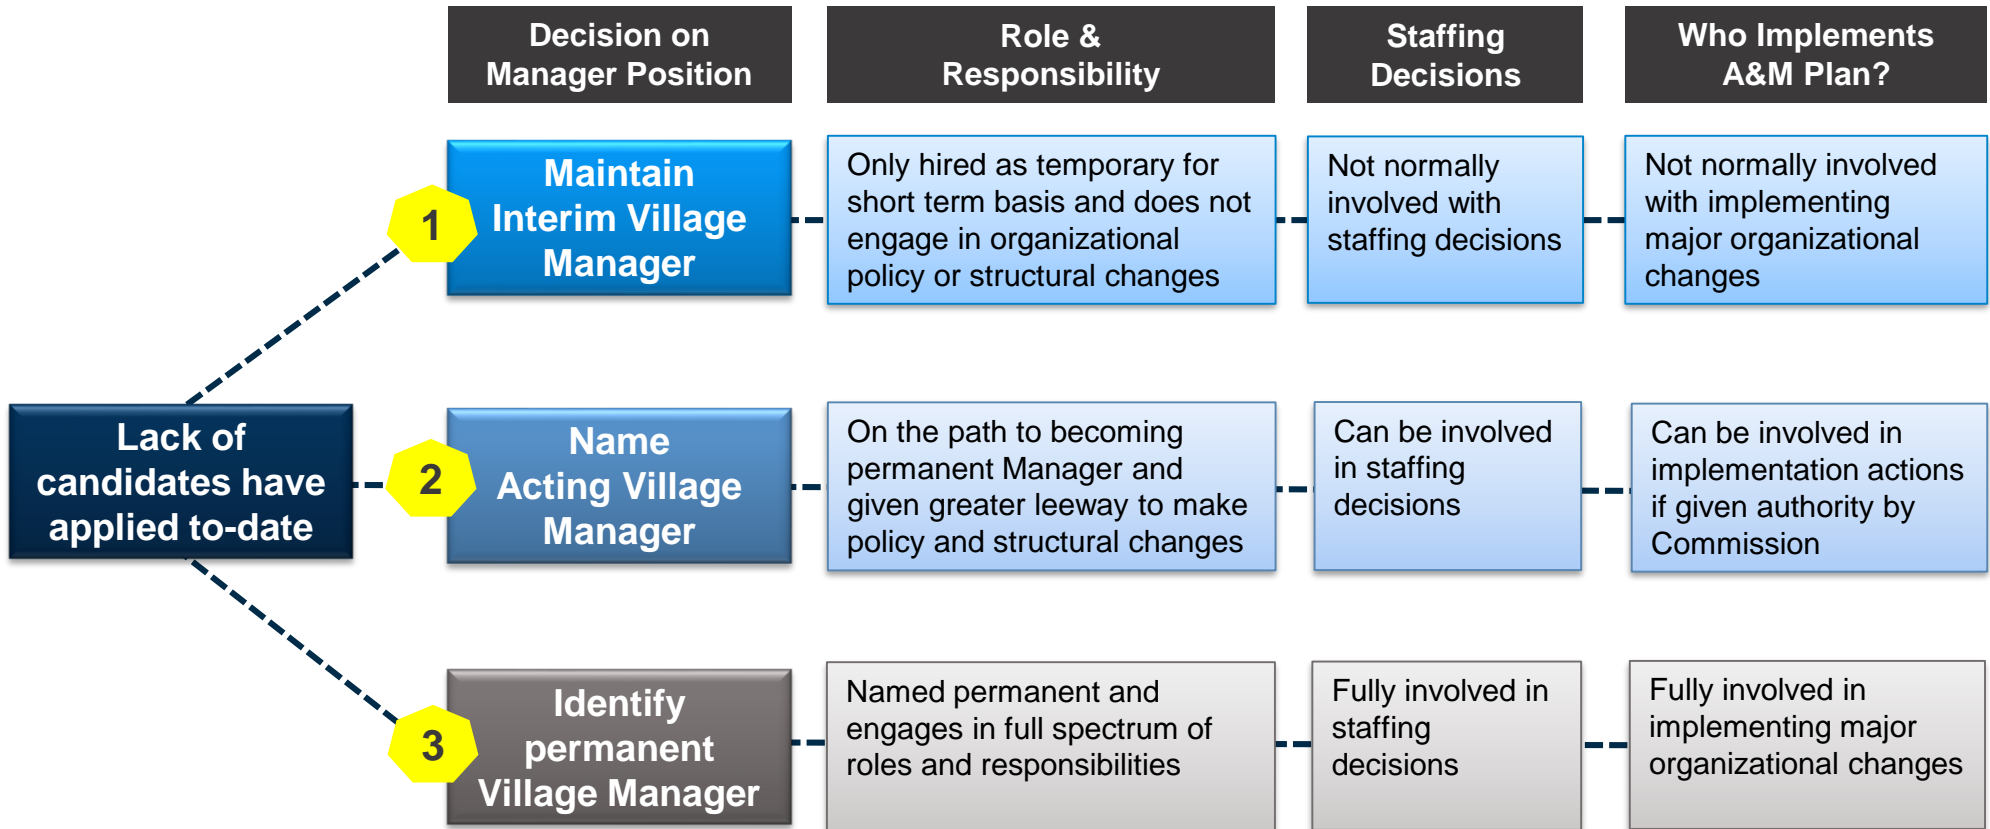 Decision on
Manager Position
Role &
Responsibility
Staffing
Decisions
Who Implements
A&M Plan?
1
Maintain
Interim Village
Manager
Only hired as temporary for
short term basis and does not
engage in organizational
policy or structural changes
Not normally
involved with
staffing decisions
Not normally involved
with implementing
major organizational
changes
Lack of
candidates have
applied to-date
2
Name
Acting Village
Manager
On the path to becoming
permanent Manager and
given greater leeway to make
policy and structural changes
Can be involved
in staffing
decisions
Can be involved in
implementation actions
if given authority by
Commission
3
Identify
permanent
Village Manager
Named permanent and
engages in full spectrum of
roles and responsibilities
Fully involved in
staffing
decisions
Fully involved in
implementing major
organizational changes